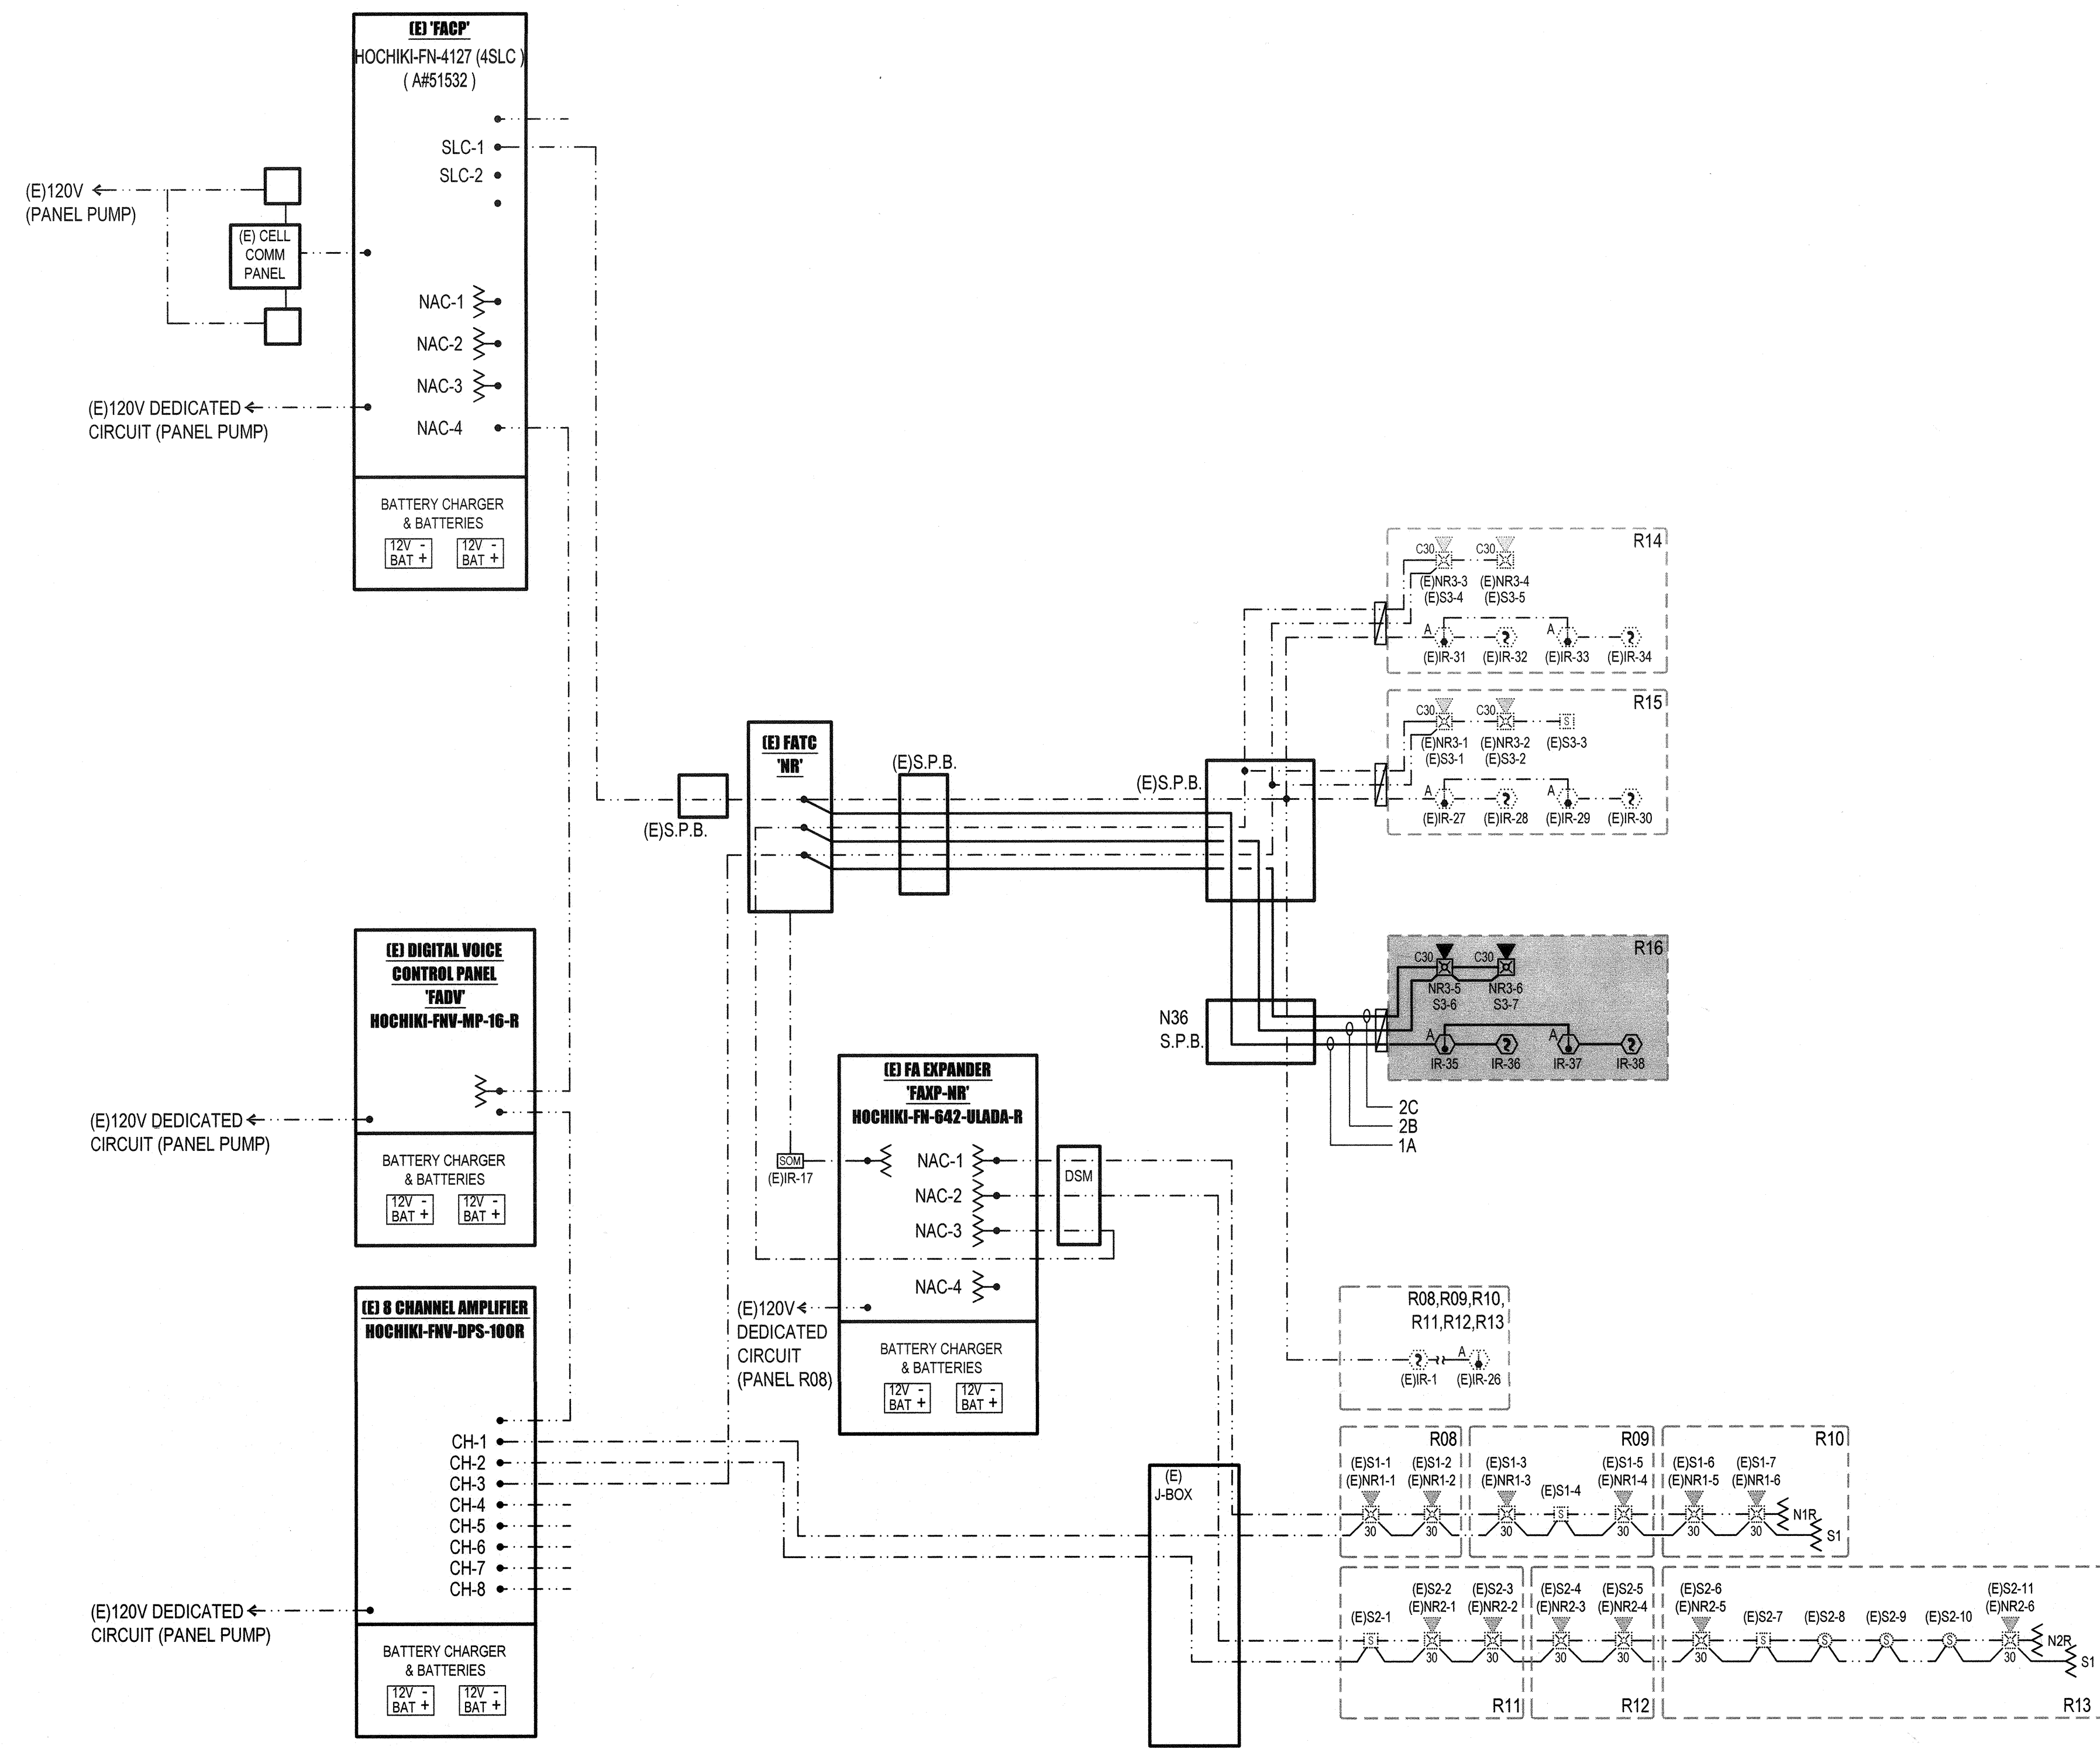 (E) 'FACP'
HOCHIKI-FN-4127 (4SLC )
( A#51532 )
SLC-1
SLC-2
(E)120V
(PANEL PUMP)
(E) CELL
COMM
PANEL
NAC-1
NAC-2
NAC-3
NAC-4
(E)120V DEDICATED
CIRCUIT (PANEL PUMP)
BATTERY CHARGER
& BATTERIES
12V -
BAT +
12V -
BAT +
R14
C30
C30
(E)NR3-3
(E)NR3-4
(E)S3-4
(E)S3-5
A
A
(E)IR-31
(E)IR-32
(E)IR-33
(E)IR-34
R15
C30
C30
S
(E)NR3-1
(E)NR3-2
(E)S3-3
(E)S3-1
(E)S3-2
A
A
(E)IR-27
(E)IR-28
(E)IR-29
(E)IR-30
(E) FATC
'NR'
(E)S.P.B.
(E)S.P.B.
(E)S.P.B.
R16
C30
C30
NR3-5
NR3-6
S3-6
S3-7
A
A
IR-35
IR-36
IR-37
IR-38
N36
S.P.B.
2C
2B
1A
(E) DIGITAL VOICE
CONTROL PANEL
'FADV'
HOCHIKI-FNV-MP-16-R
(E)120V DEDICATED
CIRCUIT (PANEL PUMP)
BATTERY CHARGER
& BATTERIES
12V -
BAT +
12V -
BAT +
(E) FA EXPANDER
'FAXP-NR'
HOCHIKI-FN-642-ULADA-R
SOM
(E)IR-17
NAC-1
NAC-2
NAC-3
NAC-4
DSM
(E)120V
DEDICATED
CIRCUIT
(PANEL R08)
BATTERY CHARGER
& BATTERIES
12V -
BAT +
12V -
BAT +
(E) 8 CHANNEL AMPLIFIER
HOCHIKI-FNV-DPS-100R
CH-1
CH-2
CH-3
CH-4
CH-5
CH-6
CH-7
CH-8
(E)120V DEDICATED
CIRCUIT (PANEL PUMP)
BATTERY CHARGER
& BATTERIES
12V -
BAT +
12V -
BAT +
(E)
J-BOX
R08,R09,R10,
R11,R12,R13
A
(E)IR-1
(E)IR-26
R08
R09
R10
(E)S1-1
(E)S1-2
(E)S1-3
(E)S1-5
(E)S1-6
(E)S1-7
(E)NR1-1
(E)NR1-2
(E)NR1-3
(E)S1-4
(E)NR1-4
(E)NR1-5
(E)NR1-6
S
N1R
30
30
30
30
30
30
S1
(E)S2-2
(E)S2-3
(E)S2-4
(E)S2-5
(E)S2-6
(E)S2-11
(E)S2-1
(E)NR2-1
(E)NR2-2
(E)NR2-3
(E)NR2-4
(E)NR2-5
(E)S2-7
(E)S2-8
(E)S2-9
(E)S2-10
(E)NR2-6
S
S
S
S
S
N2R
30
30
30
30
30
30
S1
R11
R12
R13